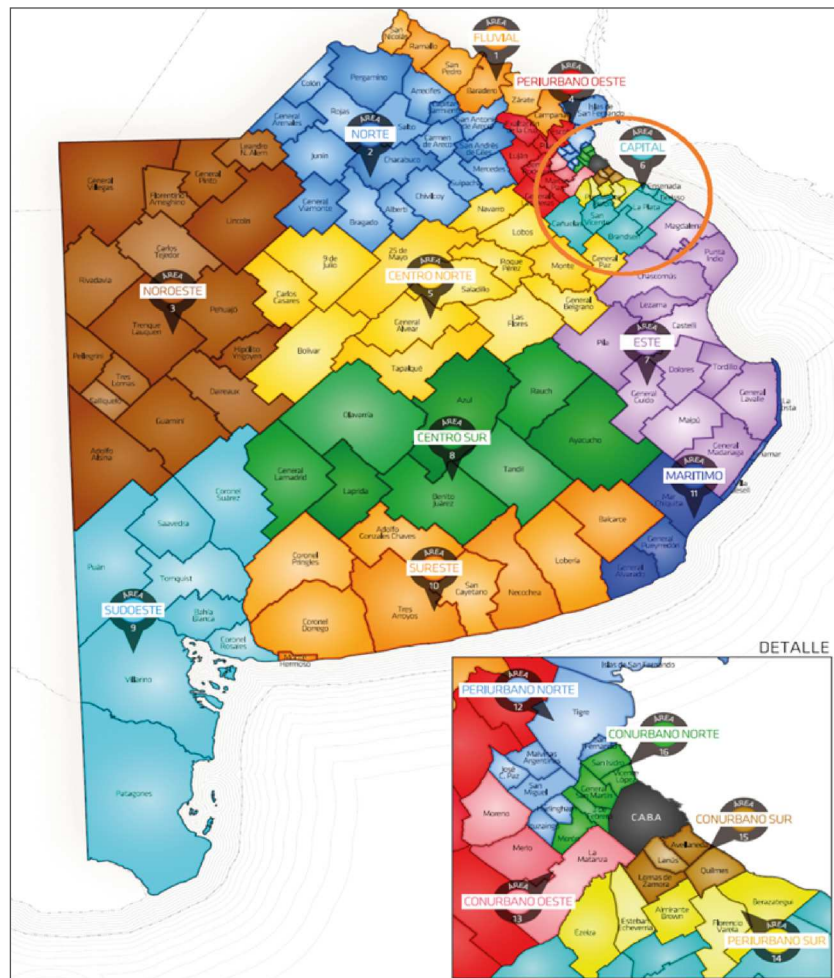 ÁREA
FLUVIAL
1
San
Nicolás
Ramallo
San
Pedro
Baradero
Zárate
Campana
PERIURBANO OESTE
4
Islas de
San Fernando
Colón
Pergamino
Arrecifes
General
Arenales
Rojas
Salto
San Antonio
de Areco
ÁREA
NORTE
2
Carmen
de Areco
San Andrés
de Giles
Luján
Junín
Chacabuco
Suipacha
Mercedes
Leandro
N. Alem
General
Viamonte
Bragado
Alberti
Chivilcoy
ÁREA
CAPITAL
6
Ensenada
La Plata
San
Vicente
Cañuelas
Brandsen
Magdalena
Punta
Indio
General
Villegas
General
Pinto
Florentino
Ameghino
Lincoln
Carlos
Tejedor
Rivadavia
ÁREA
NOROESTE
3
Pehuajó
Trenque
Lauquen
Hipólito
Yrigoyen
Pellegrini
Tres
Lomas
Salliqueló
Daireaux
Guaminí
Adolfo
Alsina
Navarro
Lobos
9 de
Julio
25 de
Mayo
ÁREA
CENTRO NORTE
5
Roque
Pérez
Monte
General
Paz
Carlos
Casares
Saladillo
General
Belgrano
General
Alvear
Las
Flores
Bolívar
Tapalqué
Chascomús
Lezama
Castelli
Pila
ÁREA
ESTE
7
Dolores
Tordillo
General
Guido
General
Lavalle
Maipú
General
Madariaga
La
Costa
Pinamar
Villa
Gesell
Olavarría
Azul
Rauch
ÁREA
CENTRO SUR
8
Ayacucho
General
Lamadrid
Laprida
Benito
Juárez
Tandil
ÁREA
MARITIMO
11
Mar
Chiquita
General
Pueyrredón
General
Alvarado
Coronel
Suárez
Saavedra
Puán
Tornquist
ÁREA
SUDOESTE
9
Bahía
Blanca
Coronel
Rosales
Villarino
Patagones
Adolfo
Gonzales Chaves
Balcarce
Coronel
Pringles
ÁREA
SURESTE
10
San
Cayetano
Lobería
Necochea
Coronel
Dorrego
Tres
Arroyos
Hermoso
DETALLE
Islas de San Fernando
ÁREA
PERIURBANO NORTE
12
Tigre
ÁREA
CONURBANO NORTE
16
Malvinas
Argentinas
San Isidro
Vicente
López
José
C. Paz
San
Miguel
General
San Martín
3 de
Febrero
Hurlingham
Ituzaingó
Morón
C.A.B.A
Moreno
Merlo
La
Matanza
ÁREA
CONURBANO SUR
15
Avellaneda
Lanús
Lomas de
Zamora
Quilmes
ÁREA
CONURBANO OESTE
13
Ezeiza
Esteban
Echeverría
Almirante
Brown
Florencio
Varela
Berazategui
ÁREA
PERIURBANO SUR
14